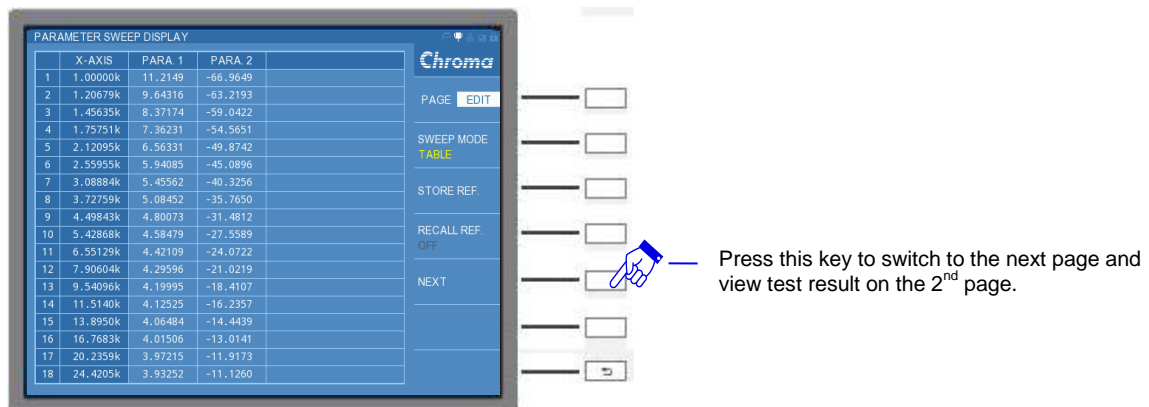 PARAMETER SWEEP DISPLAY
Chroma
X-AXIS PARA. 1 PARA. 2
1 1.00000k 11.2149 -66.9649
2 1.20679k 9.64316 -63.2193
3 1.45635k 8.37174 -59.0422
4 1.75751k 7.36231 -54.5651
5 2.12095k 6.56331 -49.8742
6 2.55955k 5.94085 -45.0896
7 3.08884k 5.45562 -40.3256
8 3.72759k 5.08452 -35.7650
9 4.49843k 4.80073 -31.4812
10 5.42868k 4.58479 -27.5589
11 6.55129k 4.42109 -24.0722
12 7.90604k 4.29596 -21.0219
13 9.54096k 4.19995 -18.4107
14 11.5140k 4.12525 -16.2357
15 13.8950k 4.06484 -14.4439
16 16.7683k 4.01506 -13.0141
17 20.2359k 3.97215 -11.9173
18 24.4205k 3.93252 -11.1260
PAGE EDIT
SWEEP MODE
TABLE
STORE REF.
RECALL REF.
OFF
NEXT
Press this key to switch to the next page and
view test result on the 2nd page.